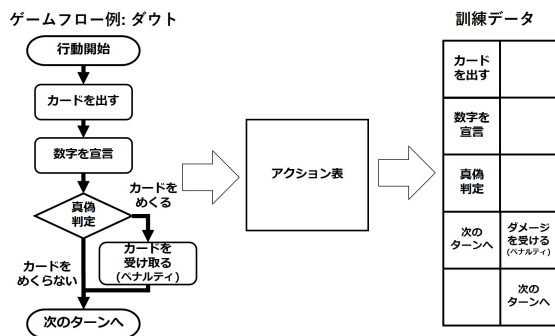 ゲームフロー例: ダウト
行動開始
カードを出す
数字を宣言
真偽
判定
カードを
めくる
カードを
受け取る
(ペナルティ)
カードを
めくらない
次のターンへ
アクション表
訓練データ
カード
を出す
数字を
宣言
真偽
判定
次の
ターンへ
ダメージ
を受ける
(ペナルティ)
次の
ターンへ